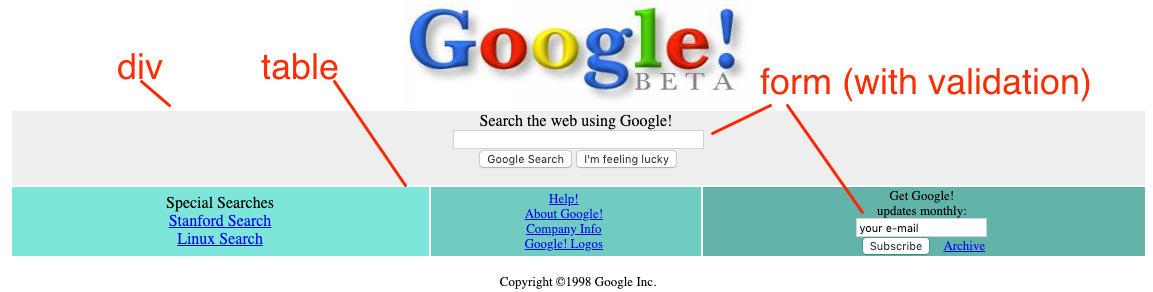 Google!
BETA
div
table
form (with validation)
Search the web using Google!
Google Search I'm feeling lucky
Special Searches
Stanford Search
Linux Search
Help!
About Google!
Company Info
Google! Logos
Get Google!
updates monthly:
your e-mail
Subscribe Archive
Copyright ©1998 Google Inc.